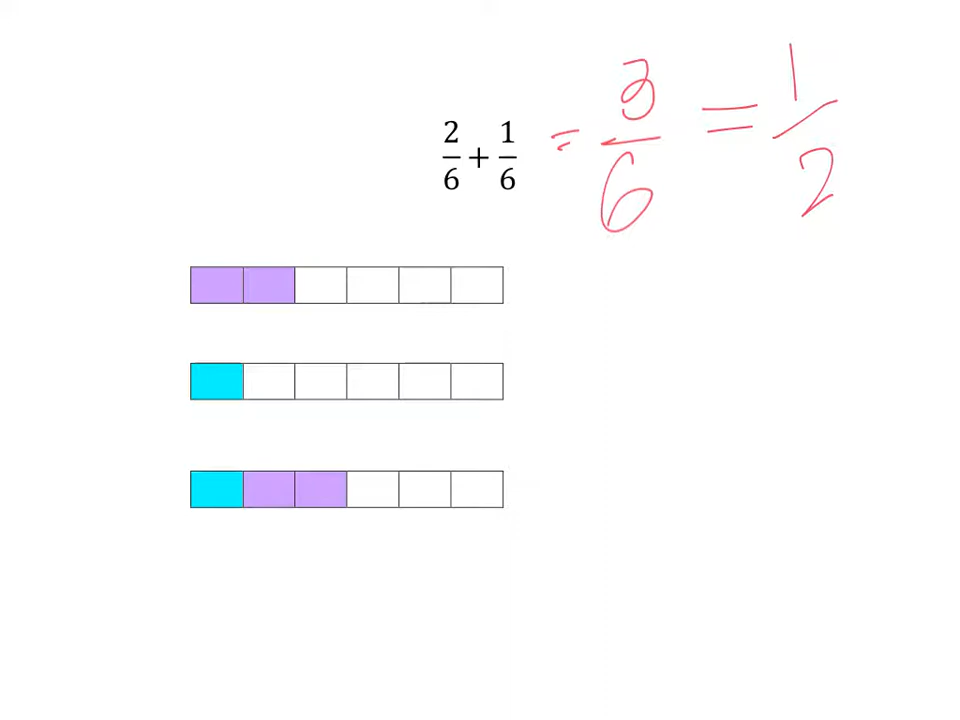 2/6 + 1/6 = 3/6 = 1/2